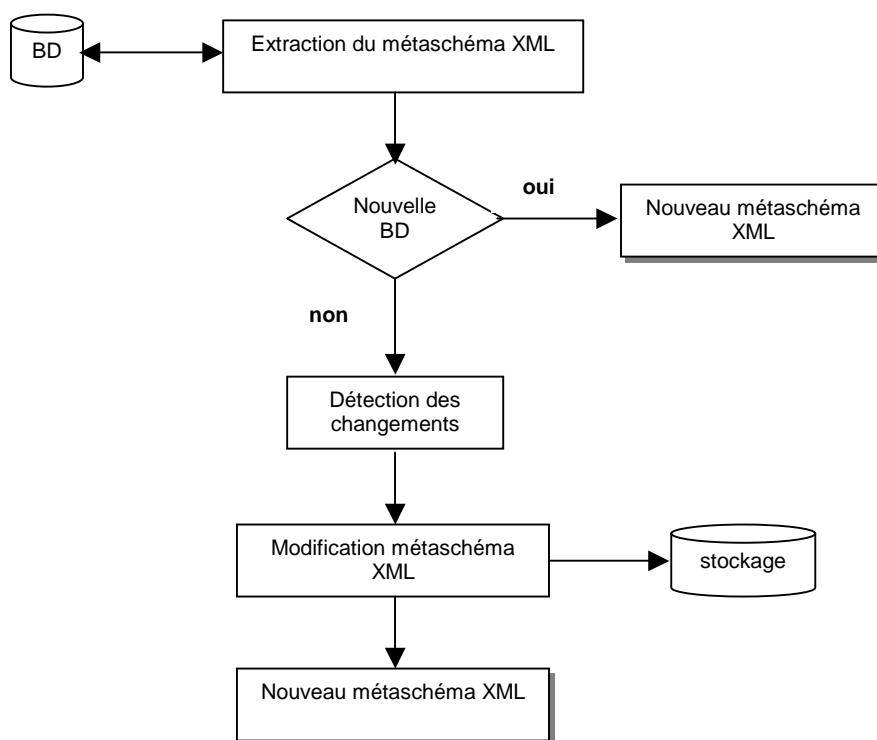 BD
Extraction du métaschéma XML
Nouvelle
BD
oui
Nouveau métaschéma
XML
non
Détection des
changements
Modification métaschéma
XML
stockage
Nouveau métaschéma XML